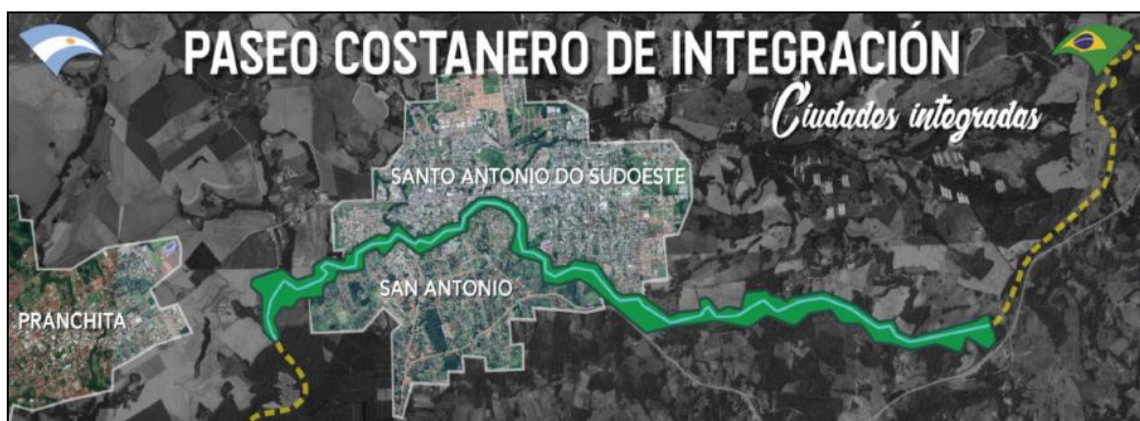 PASEO COSTANERO DE INTEGRACIÓN
Ciudades integradas
SANTO ANTONIO DO SUDOESTE
SAN ANTONIO
PRANCHITA